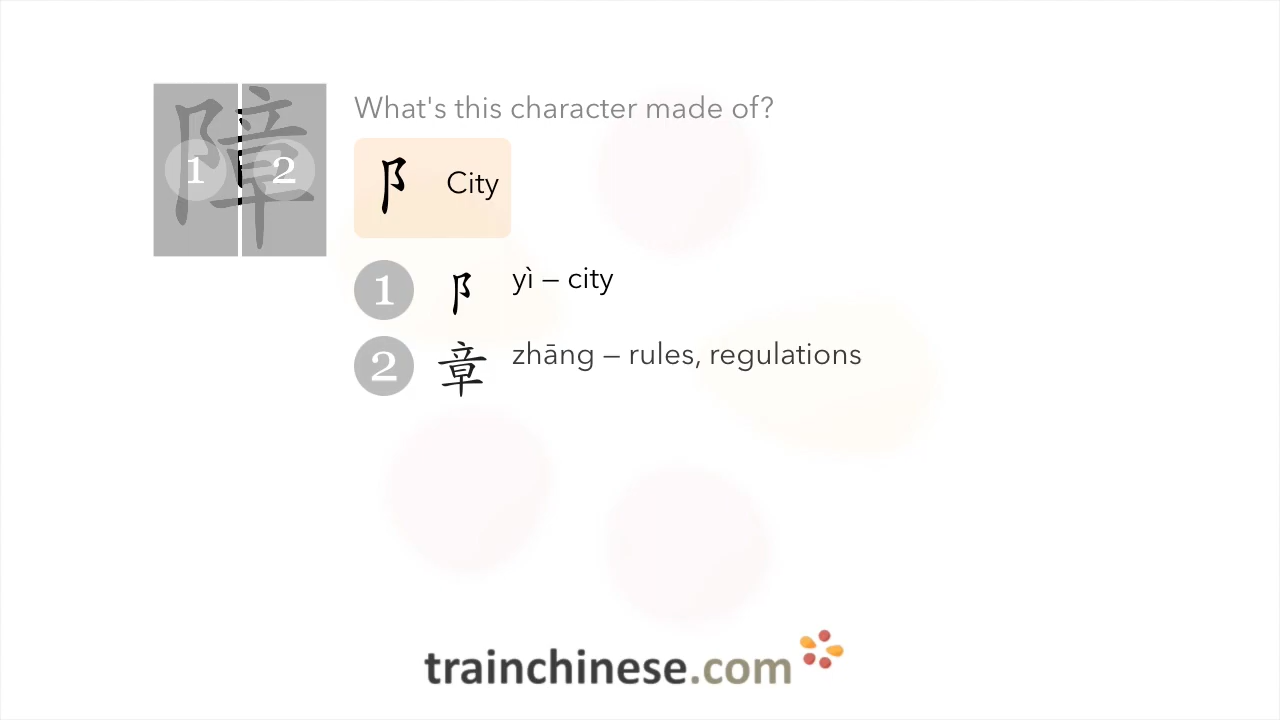 障
1 2
What's this character made of?
阝 City
1 阝 yì – city
2 章 zhāng – rules, regulations
trainchinese.com